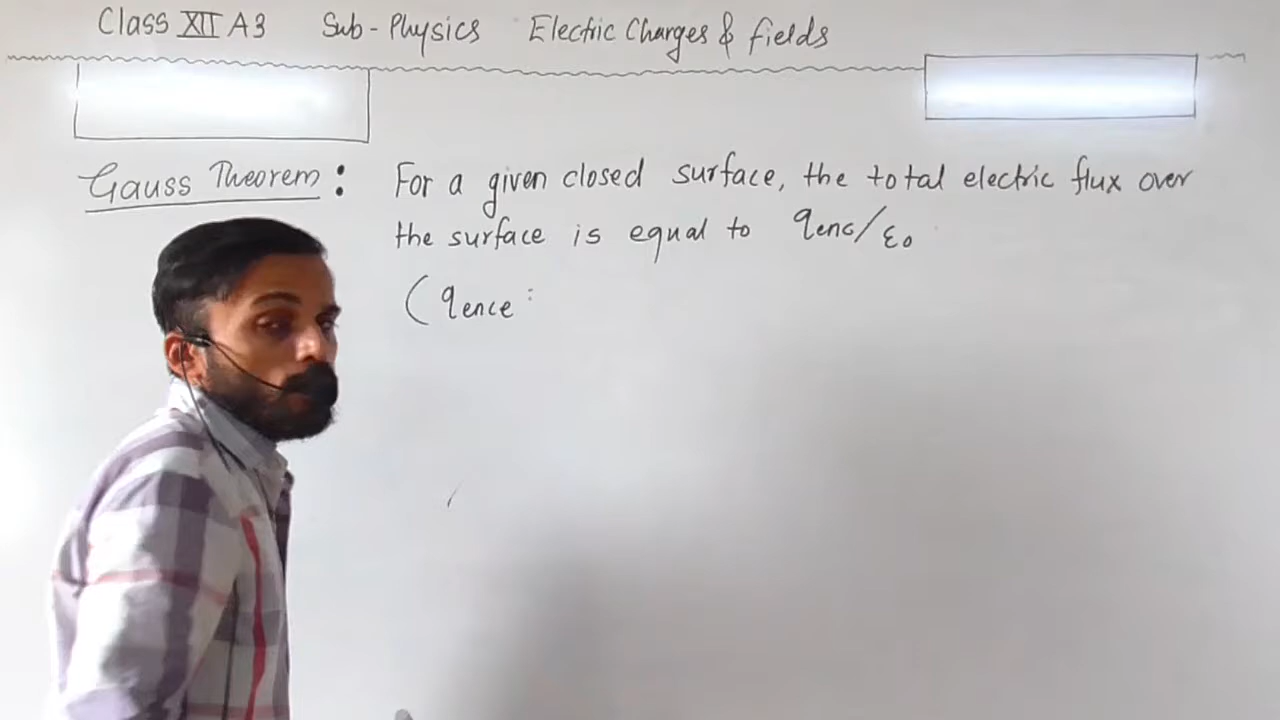 Class XII A3 Sub-Physics Electric Charges & fields
Gauss Theorem : For a given closed surface, the total electric flux over
the surface is equal to qenc/ε0
(qence :